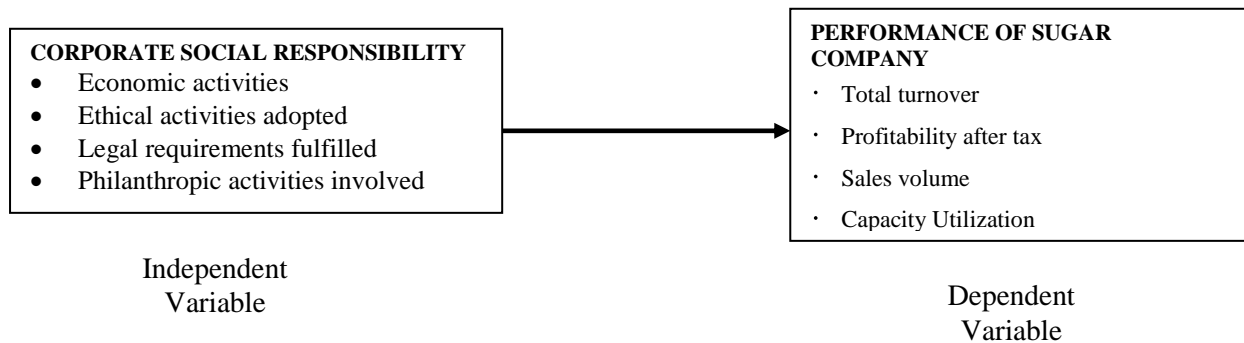 CORPORATE SOCIAL RESPONSIBILITY
• Economic activities
• Ethical activities adopted
• Legal requirements fulfilled
• Philanthropic activities involved
Independent
Variable
PERFORMANCE OF SUGAR
COMPANY
· Total turnover
· Profitability after tax
· Sales volume
· Capacity Utilization
Dependent
Variable